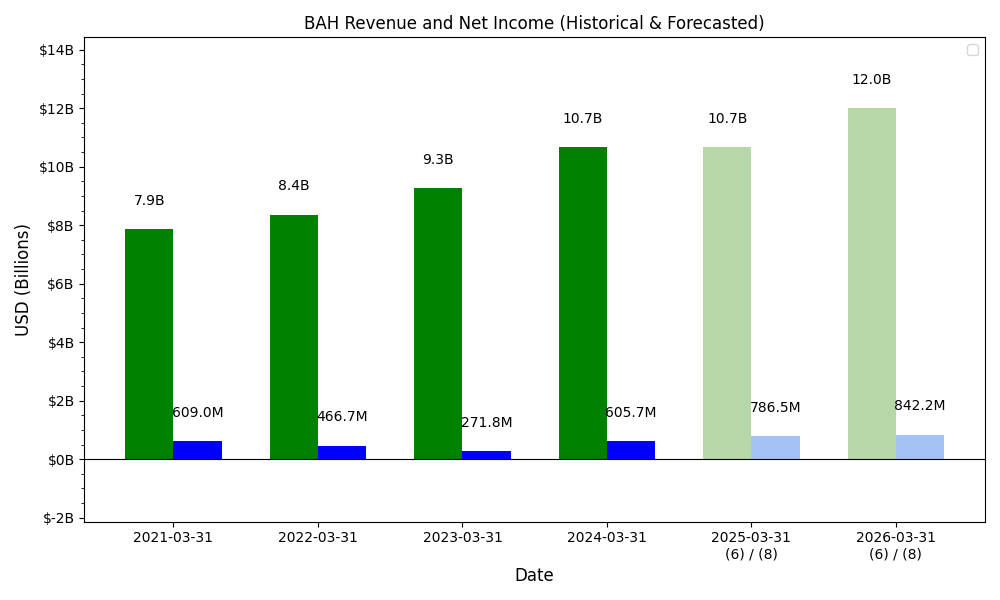 BAH Revenue and Net Income (Historical & Forecasted)
$14B
$12B
$10B
$8B
$6B
$4B
$2B
$0B
$-2B
USD (Billions)
7.9B
8.4B
9.3B
10.7B
10.7B
12.0B
609.0M
466.7M
271.8M
605.7M
786.5M
842.2M
2021-03-31
2022-03-31
2023-03-31
2024-03-31
2025-03-31
(6) / (8)
2026-03-31
(6) / (8)
Date